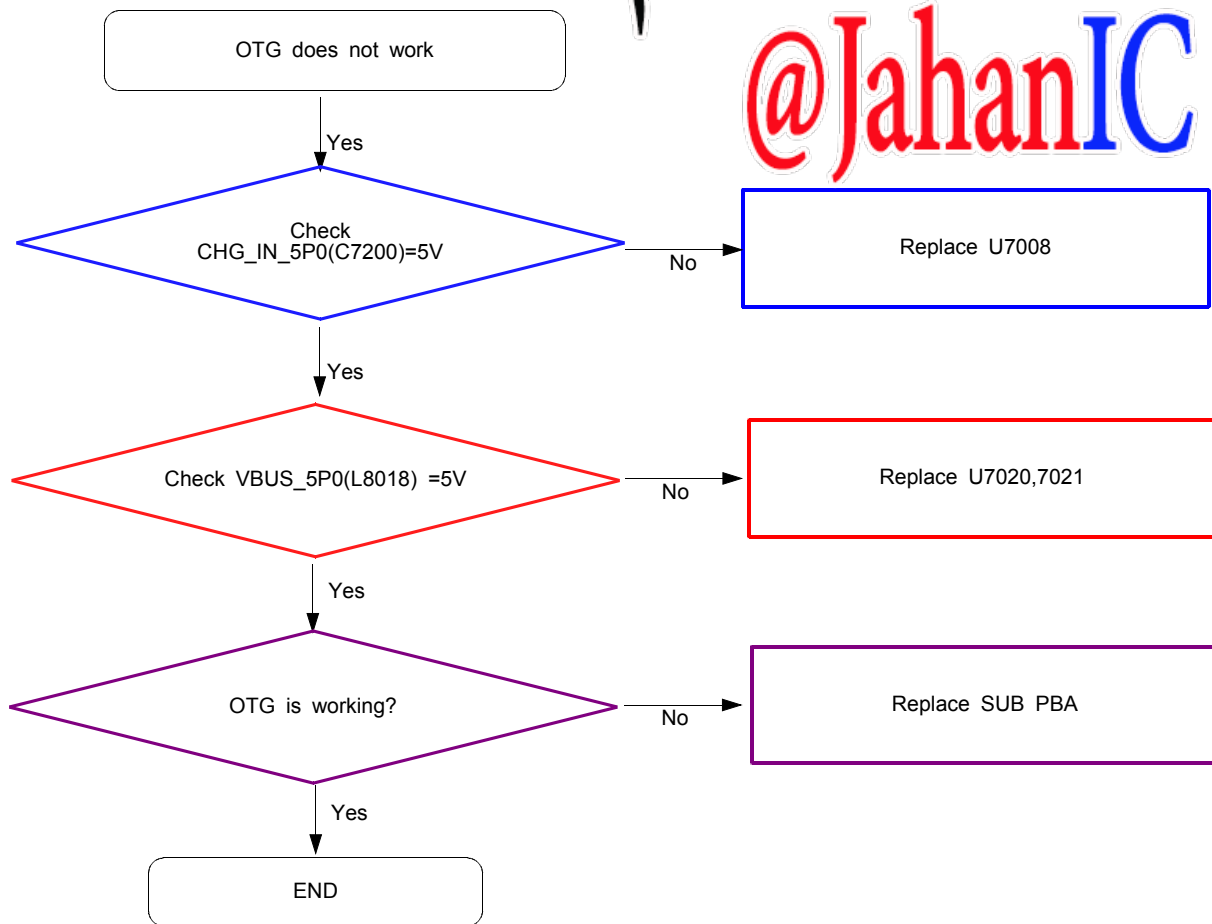 OTG does not work
@JahanIC
Yes
Check
CHG_IN_5P0(C7200)=5V
No
Replace U7008
Yes
Check VBUS_5P0(L8018) =5V
No
Replace U7020,7021
Yes
OTG is working?
No
Replace SUB PBA
Yes
END